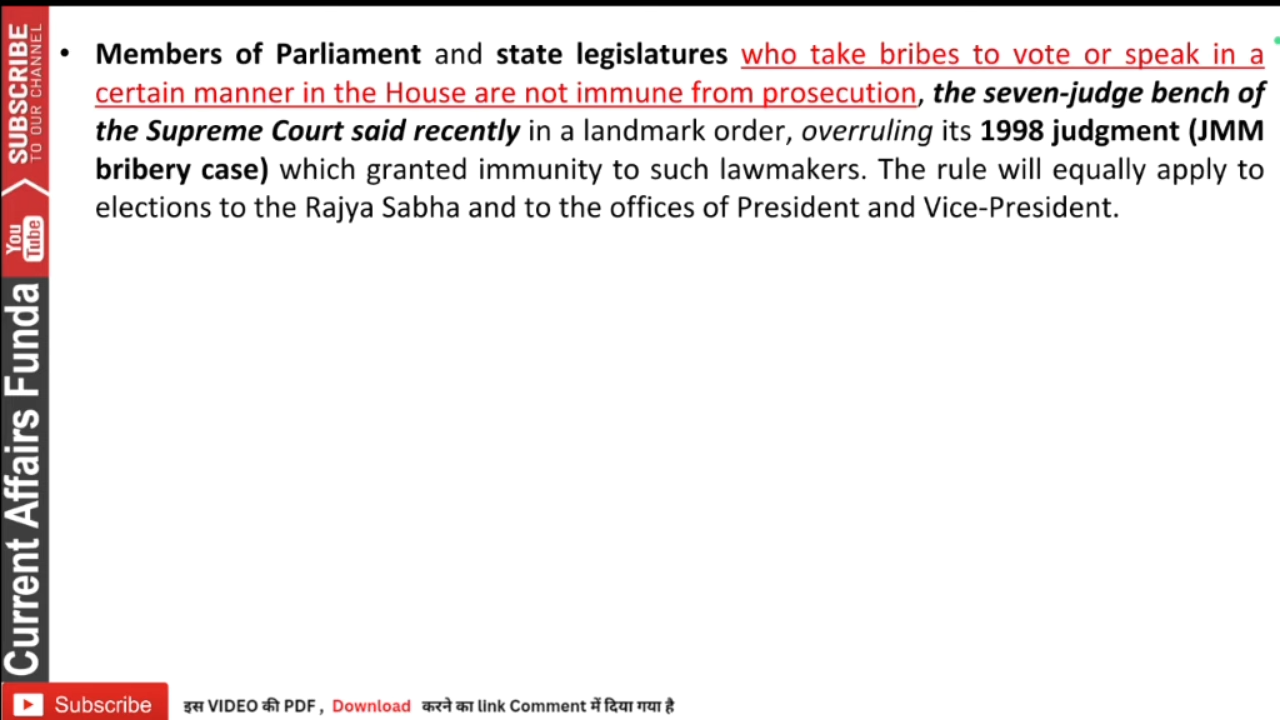 • Members of Parliament and state legislatures who take bribes to vote or speak in a
certain manner in the House are not immune from prosecution, the seven-judge bench of
the Supreme Court said recently in a landmark order, overruling its 1998 judgment (JMM
bribery case) which granted immunity to such lawmakers. The rule will equally apply to
elections to the Rajya Sabha and to the offices of President and Vice-President.
SUBSCRIBE
TO OUR CHANNEL
You
Tube
Current Affairs Funda
Subscribe
इस VIDEO की PDF , Download करने का link Comment में दिया गया है